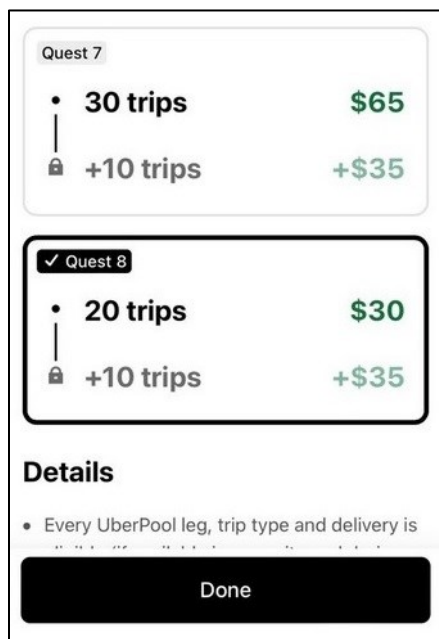 Quest 7
30 trips $65
+10 trips +$35
Quest 8
20 trips $30
+10 trips +$35
Details
• Every UberPool leg, trip type and delivery is
Done